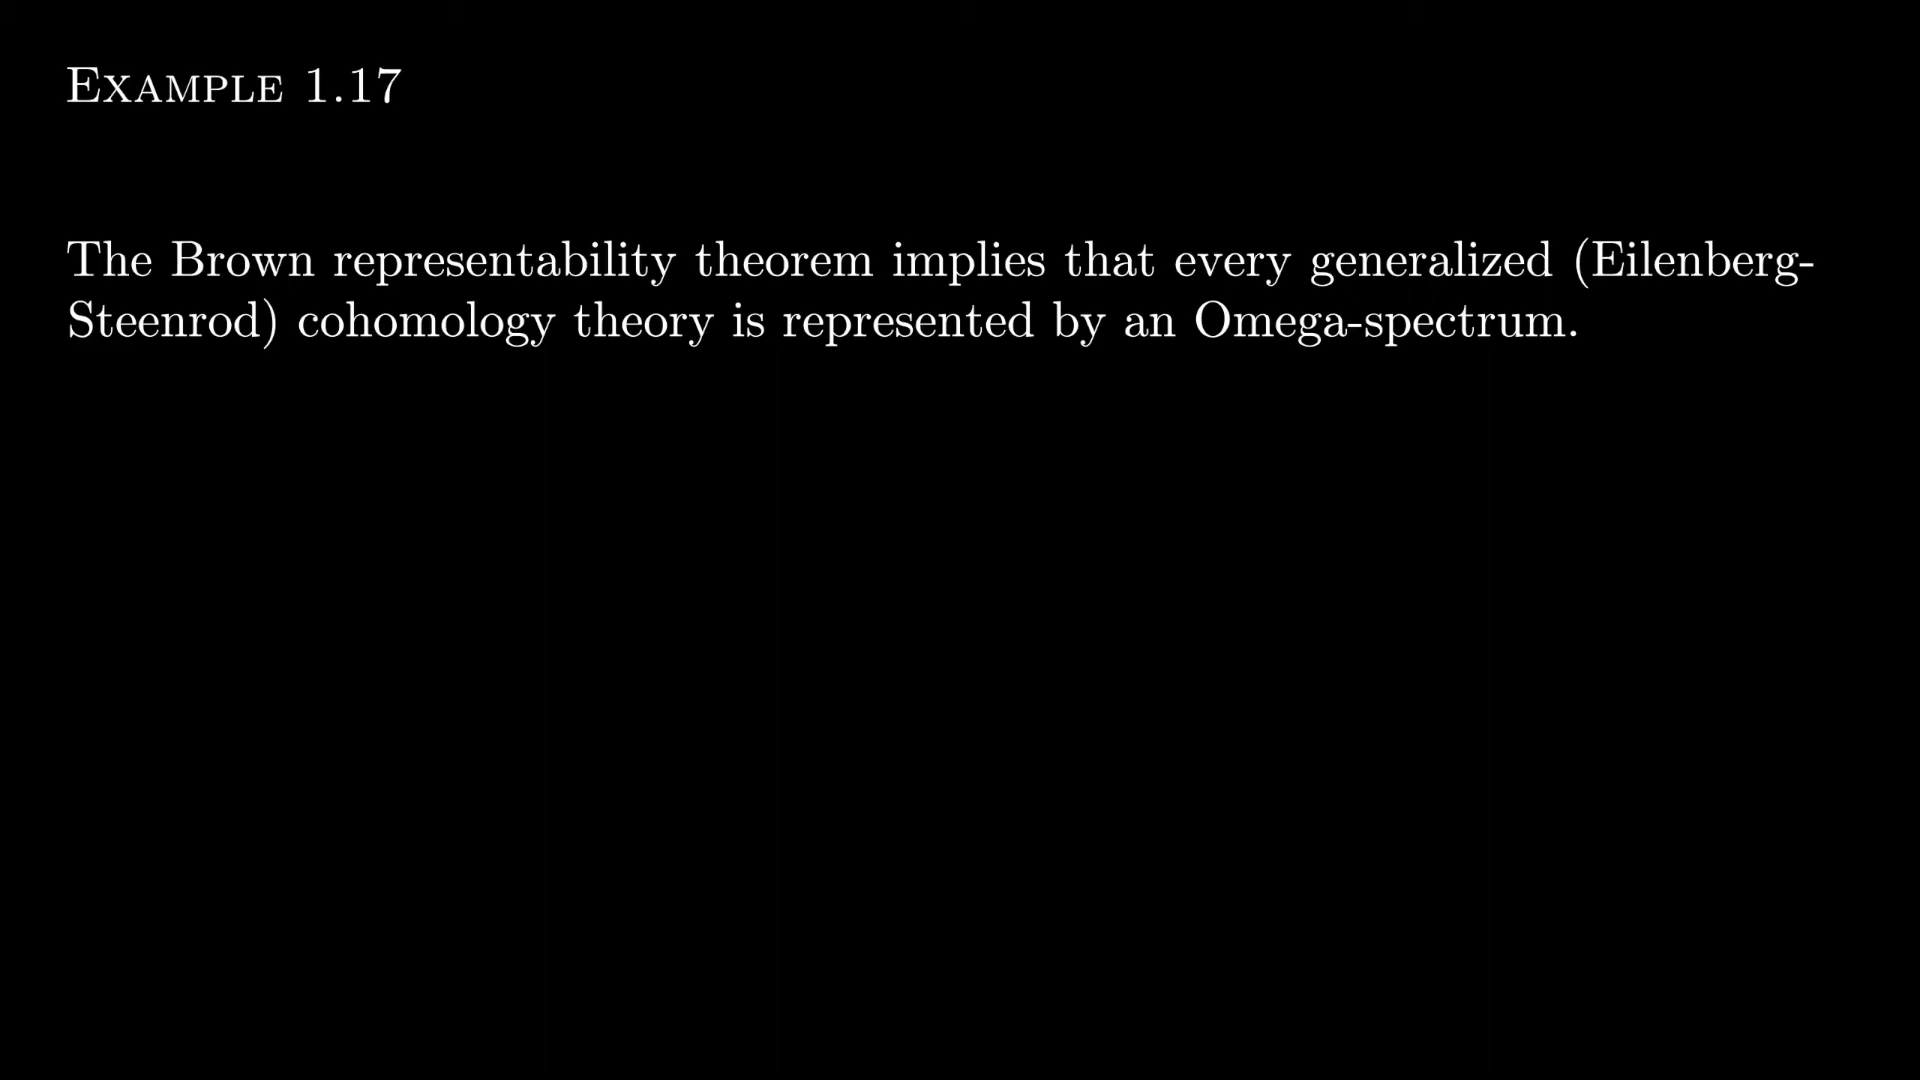 Example 1.17
The Brown representability theorem implies that every generalized (Eilenberg-
Steenrod) cohomology theory is represented by an Omega-spectrum.